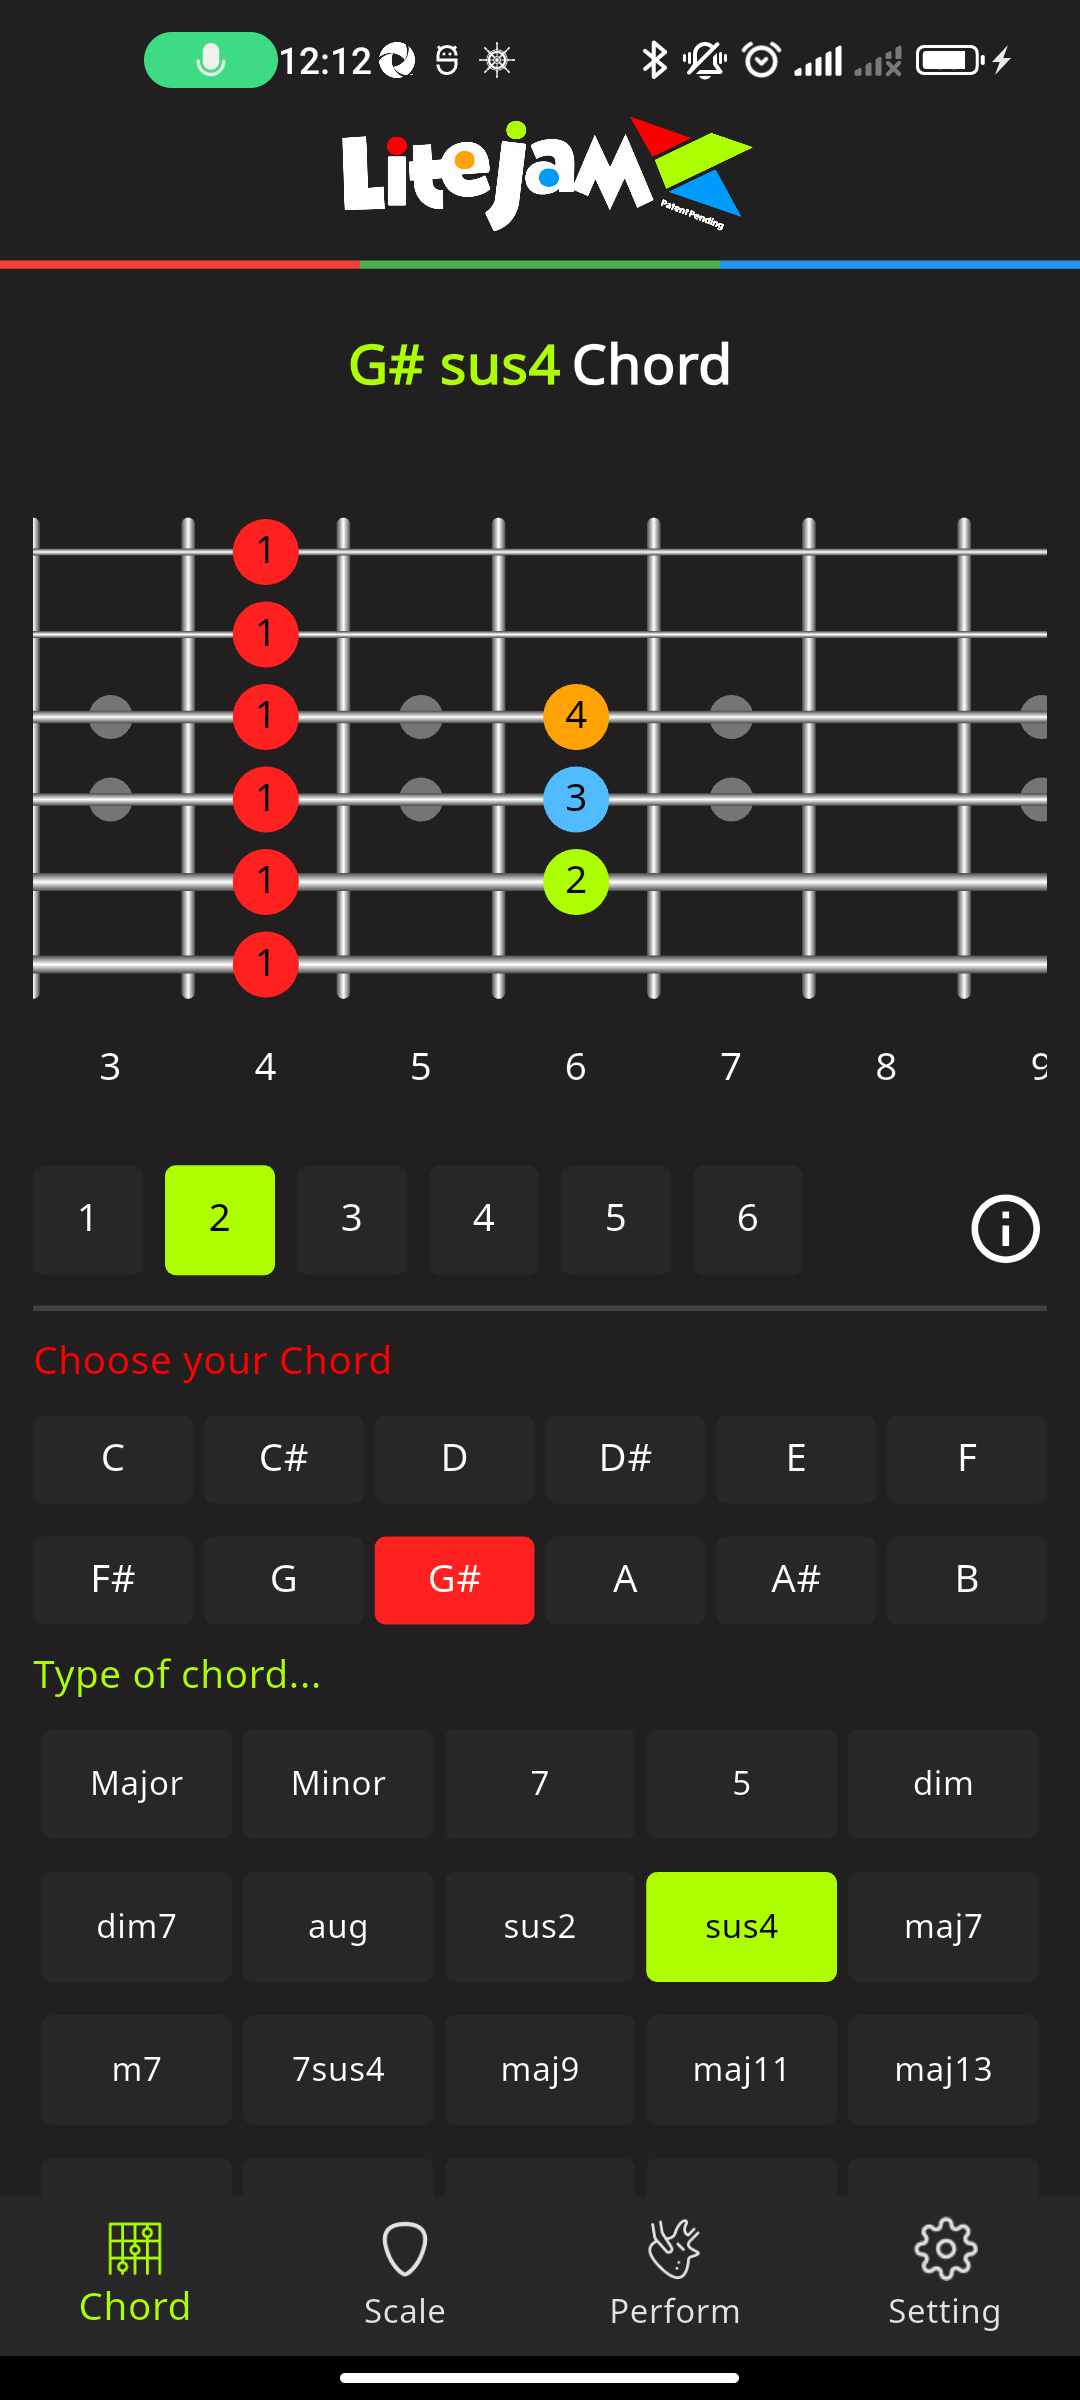 12:12
Litejam
Patent Pending
G# sus4 Chord
1
1
1 4
1 3
1 2
1
3 4 5 6 7 8 9
1 2 3 4 5 6
Choose your Chord
C C# D D# E F
F# G G# A A# B
Type of chord...
Major Minor 7 5 dim
dim7 aug sus2 sus4 maj7
m7 7sus4 maj9 maj11 maj13
Chord Scale Perform Setting